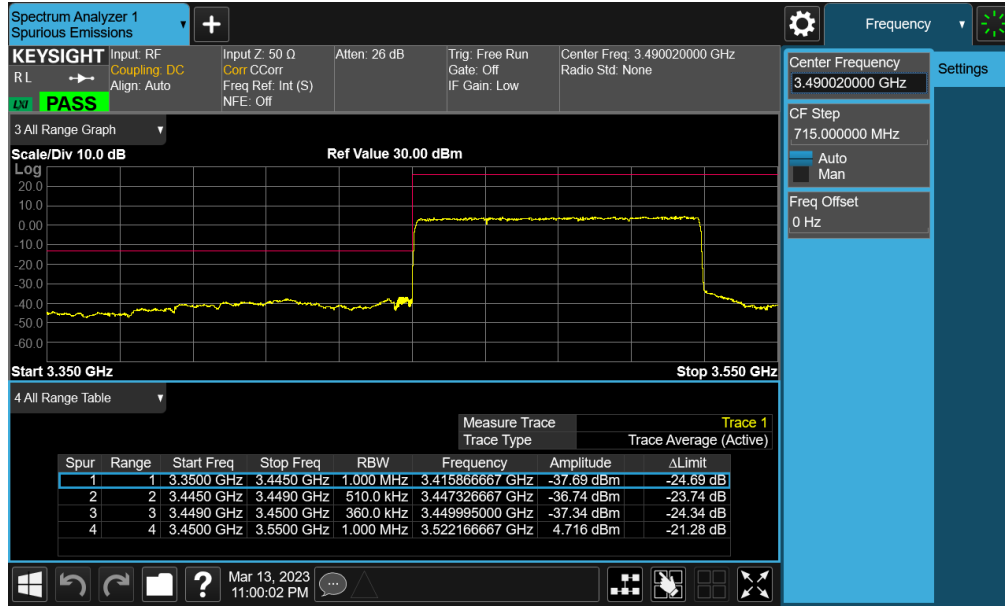 Spectrum Analyzer 1
Spurious Emissions
+
Frequency
KEYSIGHT Input: RF Input Z: 50 Ω Atten: 26 dB Trig: Free Run Center Freq: 3.490020000 GHz
RL Coupling: DC Corr CCorr Gate: Off Radio Std: None
Align: Auto Freq Ref: Int (S) IF Gain: Low
LXI PASS NFE: Off
Center Frequency
3.490020000 GHz
Settings
CF Step
715.000000 MHz
Auto
Man
Freq Offset
0 Hz
3 All Range Graph
Scale/Div 10.0 dB Ref Value 30.00 dBm
Log
20.0
10.0
0.00
-10.0
-20.0
-30.0
-40.0
-50.0
-60.0
Start 3.350 GHz Stop 3.550 GHz
4 All Range Table
Measure Trace Trace 1
Trace Type Trace Average (Active)
Spur Range Start Freq Stop Freq RBW Frequency Amplitude ΔLimit
1 1 3.3500 GHz 3.4450 GHz 1.000 MHz 3.415866667 GHz -37.69 dBm -24.69 dB
2 2 3.4450 GHz 3.4490 GHz 510.0 kHz 3.447326667 GHz -36.74 dBm -23.74 dB
3 3 3.4490 GHz 3.4500 GHz 360.0 kHz 3.449995000 GHz -37.34 dBm -24.34 dB
4 4 3.4500 GHz 3.5500 GHz 1.000 MHz 3.522166667 GHz 4.716 dBm -21.28 dB
? Mar 13, 2023
11:00:02 PM